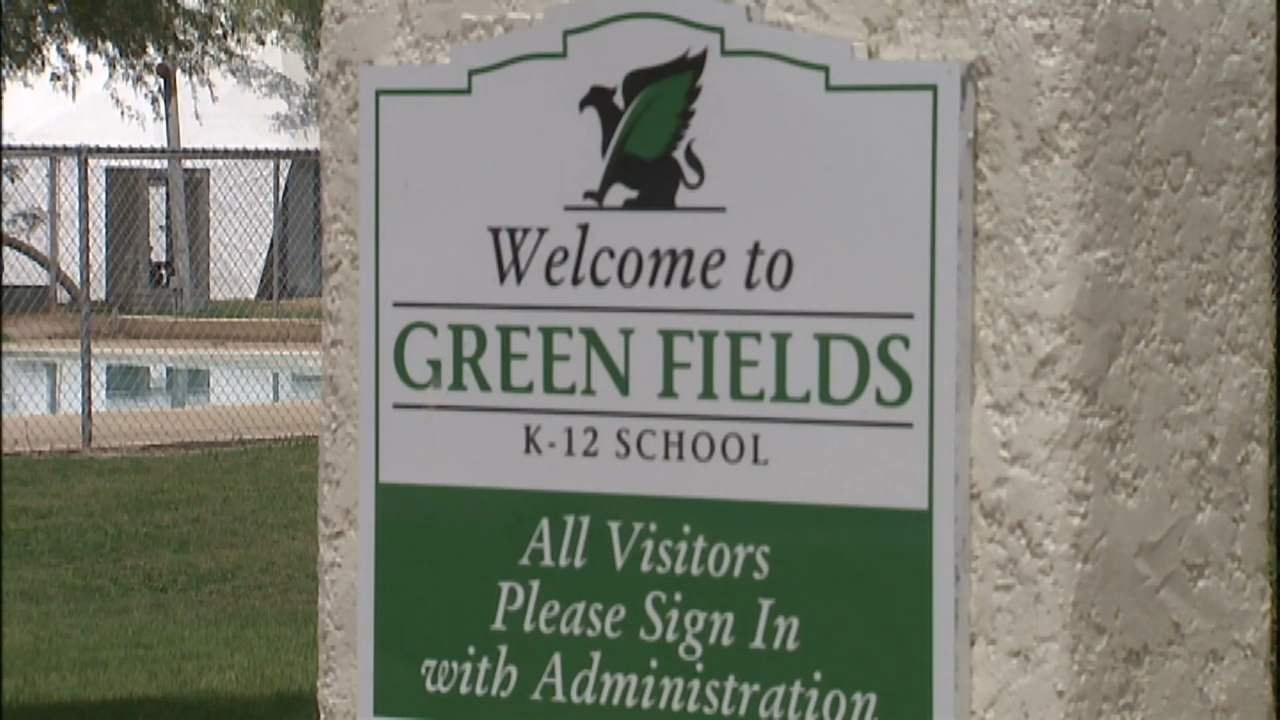 Welcome to
GREEN FIELDS
K-12 SCHOOL
All Visitors
Please Sign In
with Administration